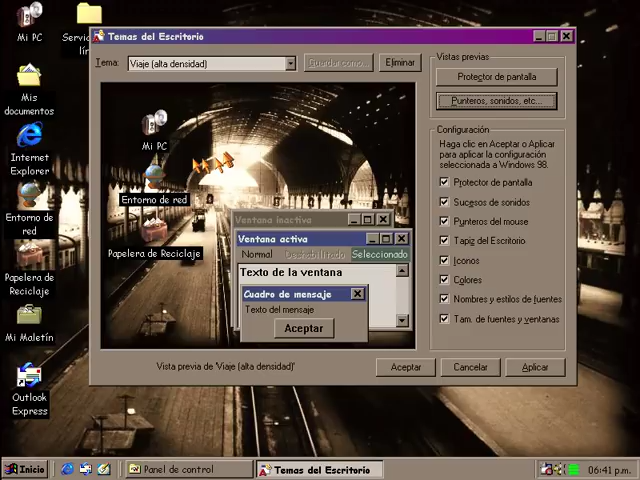 Mi PC
Servic
lín
Mis
documentos
Internet
Explorer
Entorno de
red
Papelera de
Reciclaje
Mi Maletín
Outlook
Express
Temas del Escritorio
Tema:
Viaje (alta densidad)
Guardar como...
Eliminar
Mi PC
Entorno de red
Papelera de Reciclaje
Ventana inactiva
Ventana activa
Normal
Deshabilitado
Seleccionado
Texto de la ventana
Cuadro de mensaje
Texto del mensaje
Aceptar
Vista previa de 'Viaje (alta densidad)'
Vistas previas
Protector de pantalla
Punteros, sonidos, etc...
Configuración
Haga clic en Aceptar o Aplicar
para aplicar la configuración
seleccionada a Windows 98.
Protector de pantalla
Sucesos de sonidos
Punteros del mouse
Tapiz del Escritorio
Iconos
Colores
Nombres y estilos de fuentes
Tam. de fuentes y ventanas
Aceptar
Cancelar
Aplicar
Inicio
Panel de control
Temas del Escritorio
06:41 p.m.